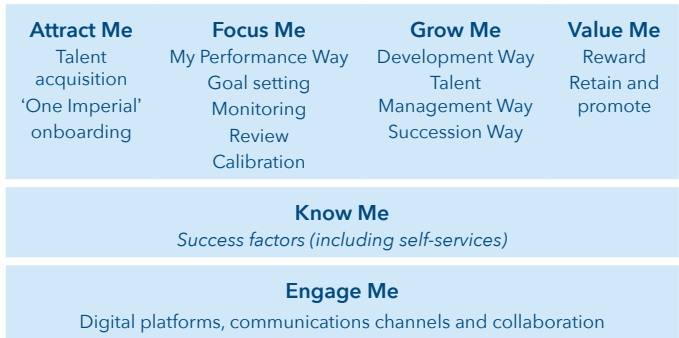 Attract Me
Talent
acquisition
‘One Imperial’
onboarding
Focus Me
My Performance Way
Goal setting
Monitoring
Review
Calibration
Grow Me
Development Way
Talent
Management Way
Succession Way
Value Me
Reward
Retain and
promote
Know Me
Success factors (including self-services)
Engage Me
Digital platforms, communications channels and collaboration